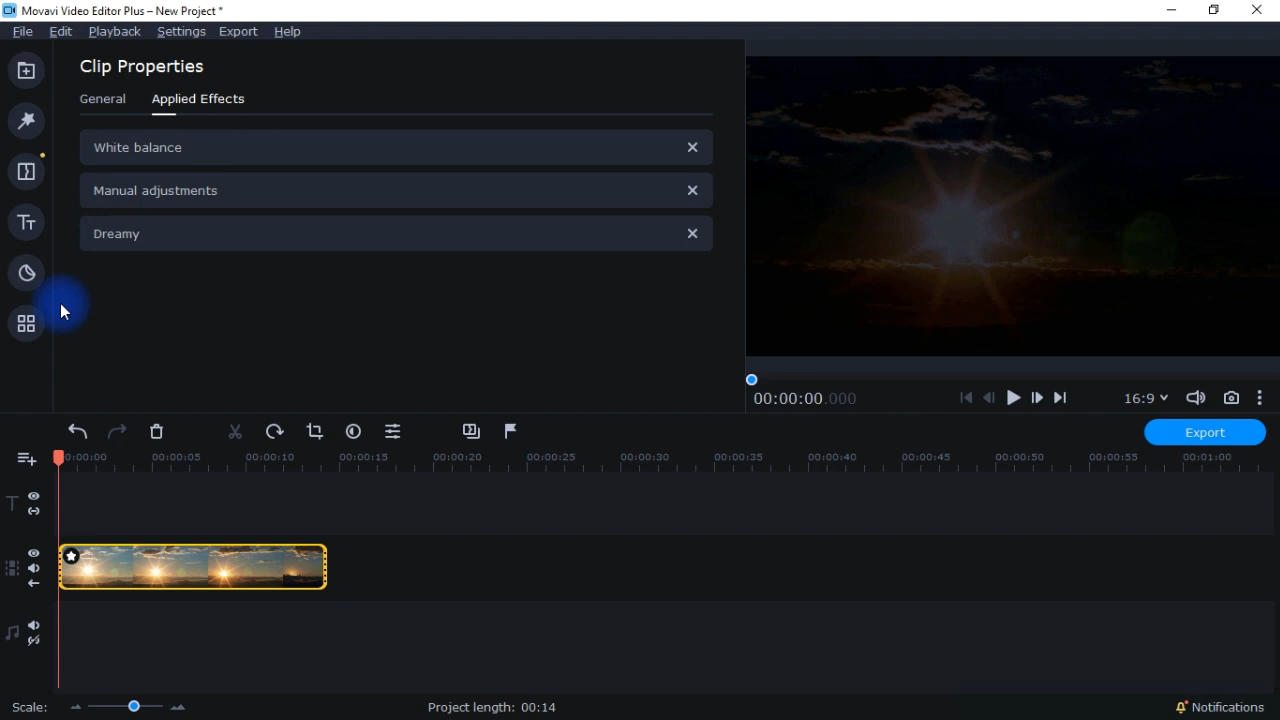 Movavi Video Editor Plus – New Project *
File Edit Playback Settings Export Help
Clip Properties
General Applied Effects
White balance
Manual adjustments
Dreamy
00:00:00.000
16:9
Export
0:00:00 00:00:05 00:00:10 00:00:15 00:00:20 00:00:25 00:00:30 00:00:35 00:00:40 00:00:45 00:00:50 00:00:55 00:01:00
Scale:
Project length: 00:14
Notifications